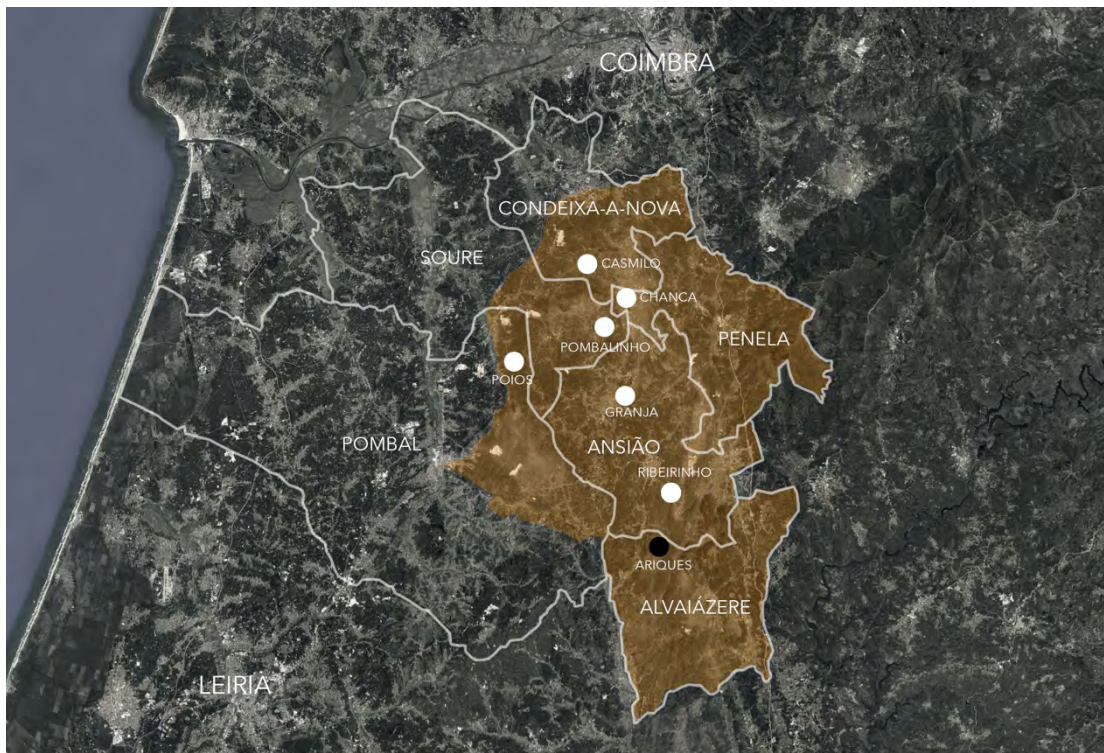 COIMBRA
CONDEIXA-A-NOVA
SOURE
CASMILO
CHANCA
POMBALINHO
PENELA
POIOS
GRANJA
POMBAL
ANSIÃO
RIBEIRINHO
ARIQUES
ALVAIÁZERE
LEIRIA